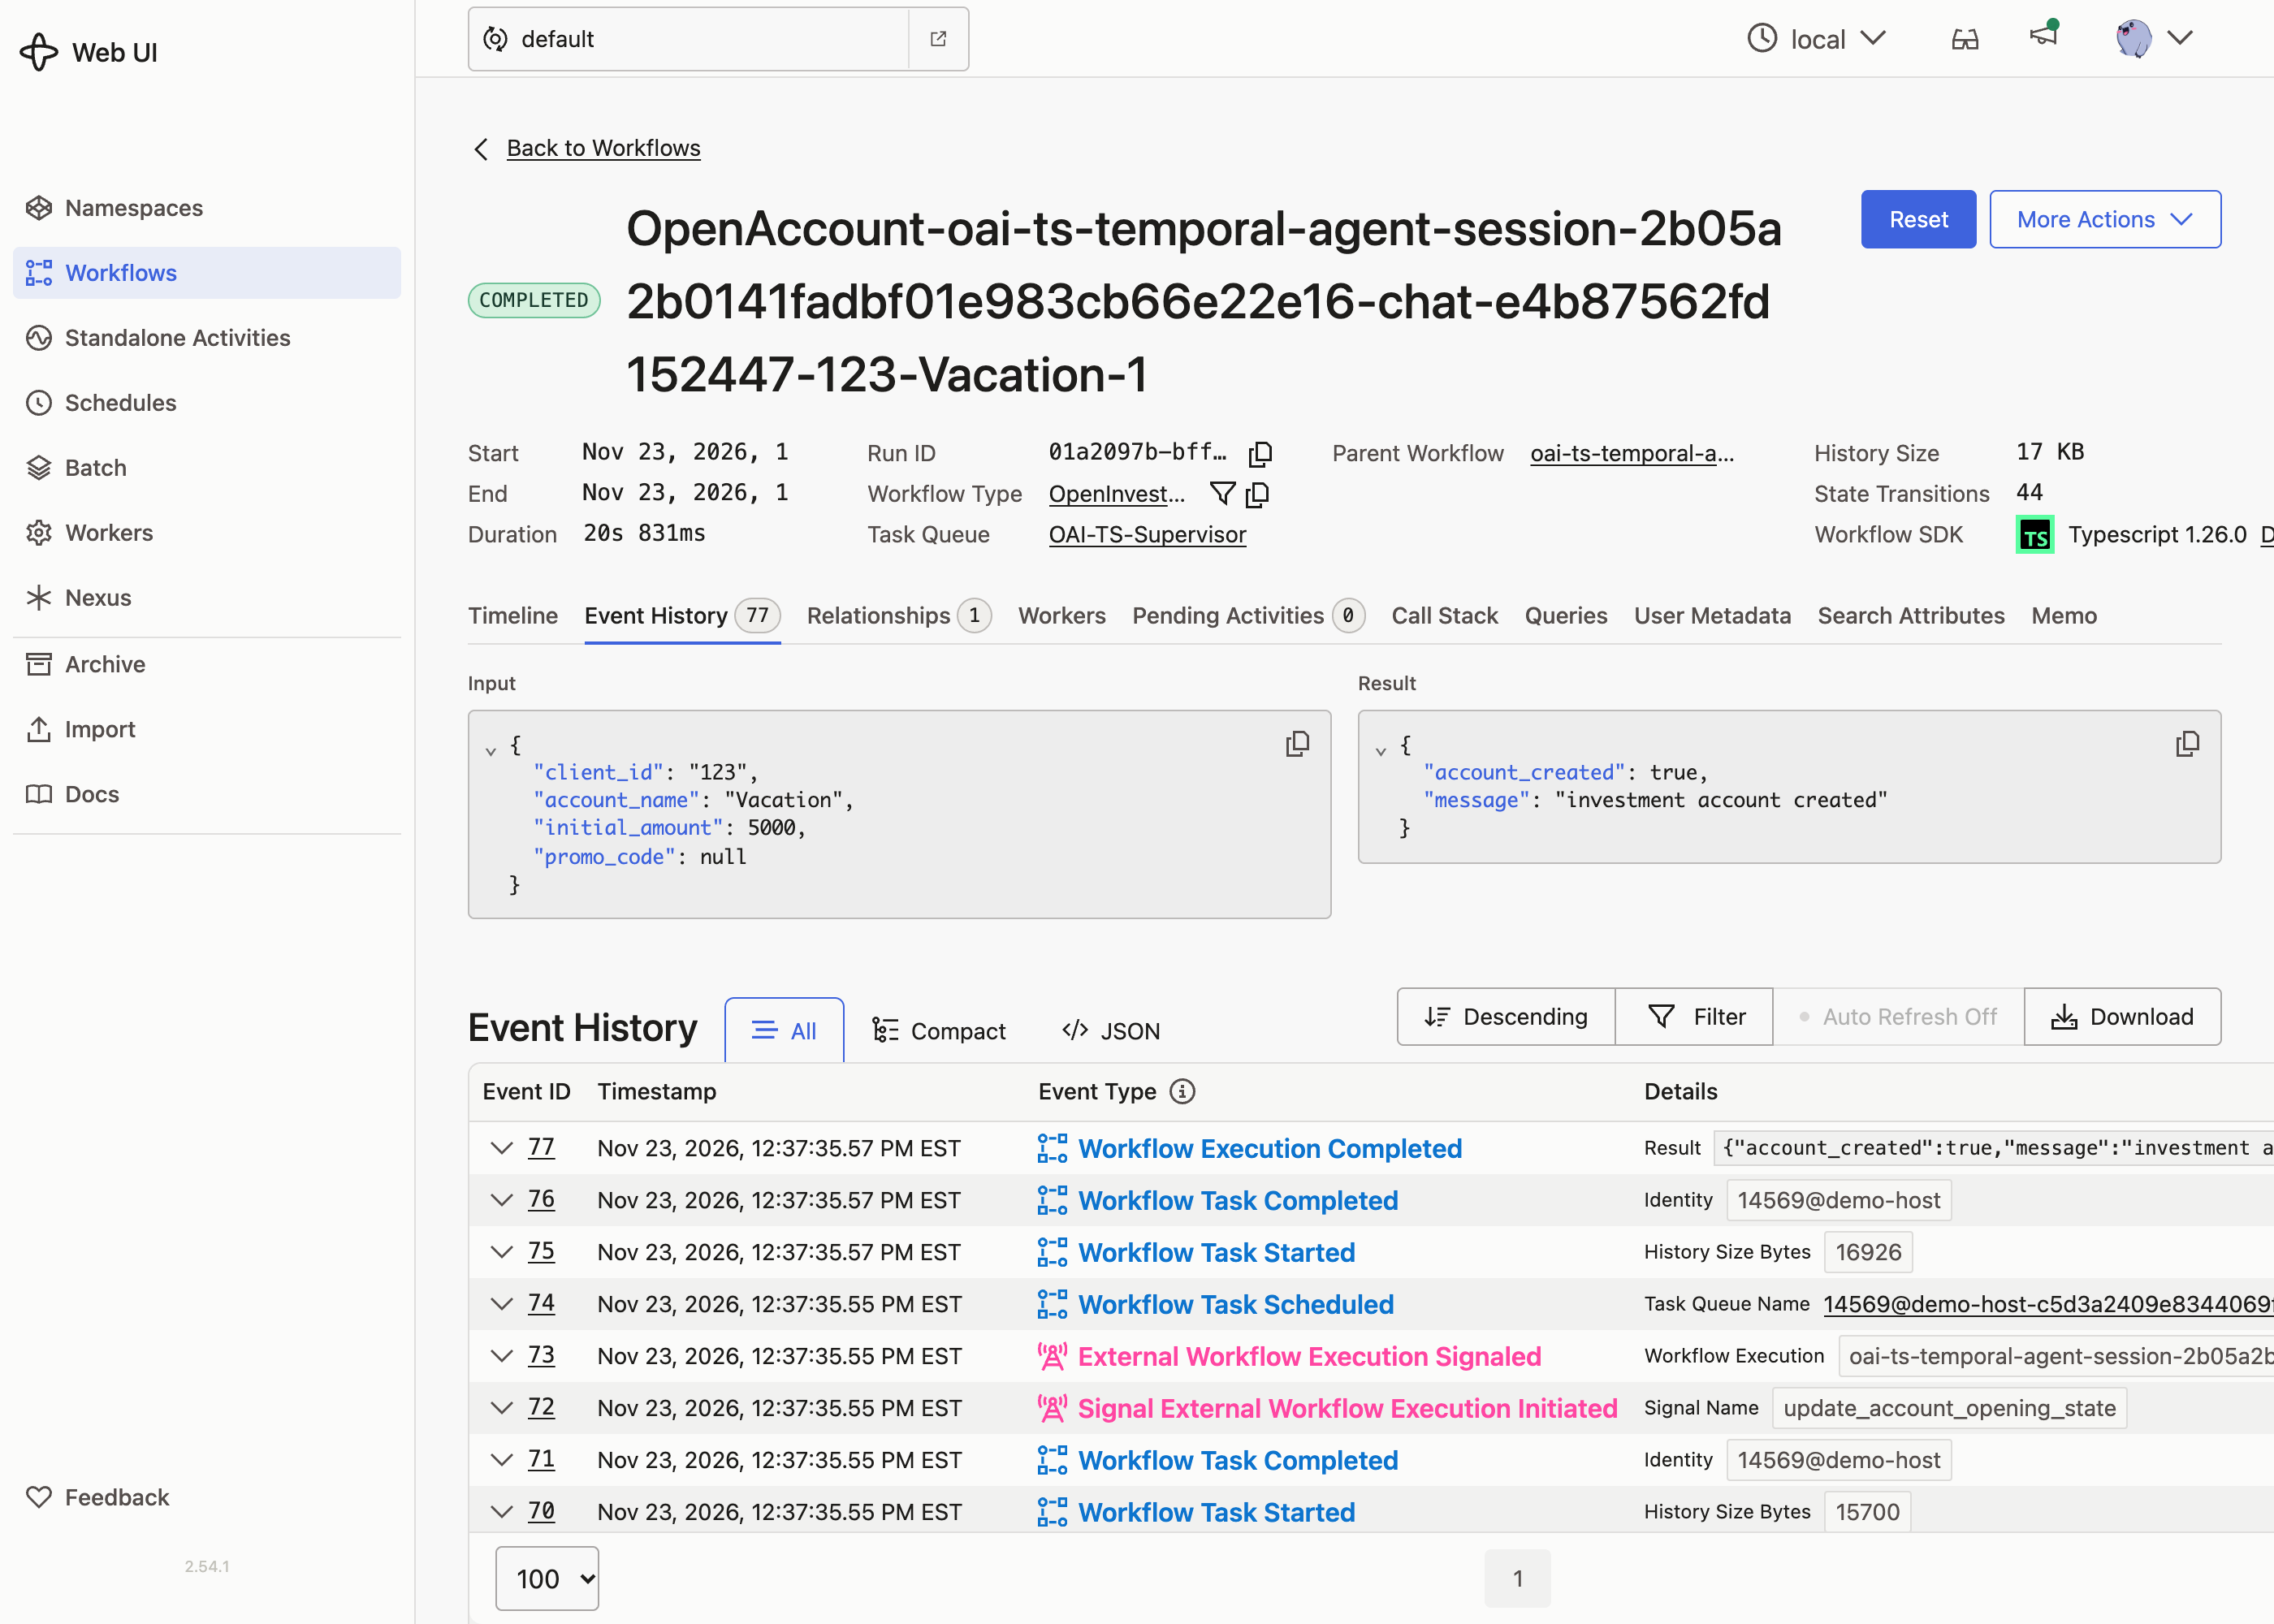 Web UI
default
local
Namespaces
Workflows
Standalone Activities
Schedules
Batch
Workers
Nexus
Archive
Import
Docs
Feedback
2.54.1
Back to Workflows
COMPLETED
OpenAccount-oai-ts-temporal-agent-session-2b05a
2b0141fadbf01e983cb66e22e16-chat-e4b87562fd
152447-123-Vacation-1
Reset
More Actions
Start Nov 23, 2026, 1
End Nov 23, 2026, 1
Duration 20s 831ms
Run ID 01a2097b-bff…
Workflow Type OpenInvest...
Task Queue OAI-TS-Supervisor
Parent Workflow oai-ts-temporal-a...
History Size 17 KB
State Transitions 44
Workflow SDK TS Typescript 1.26.0
Timeline Event History 77 Relationships 1 Workers Pending Activities 0 Call Stack Queries User Metadata Search Attributes Memo
Input
{
"client_id": "123",
"account_name": "Vacation",
"initial_amount": 5000,
"promo_code": null
}
Result
{
"account_created": true,
"message": "investment account created"
}
Event History
All
Compact
</> JSON
Descending
Filter
Auto Refresh Off
Download
Event ID Timestamp Event Type Details
77 Nov 23, 2026, 12:37:35.57 PM EST Workflow Execution Completed Result {"account_created":true,"message":"investment a
76 Nov 23, 2026, 12:37:35.57 PM EST Workflow Task Completed Identity 14569@demo-host
75 Nov 23, 2026, 12:37:35.57 PM EST Workflow Task Started History Size Bytes 16926
74 Nov 23, 2026, 12:37:35.55 PM EST Workflow Task Scheduled Task Queue Name 14569@demo-host-c5d3a2409e8344069
73 Nov 23, 2026, 12:37:35.55 PM EST External Workflow Execution Signaled Workflow Execution oai-ts-temporal-agent-session-2b05a2b
72 Nov 23, 2026, 12:37:35.55 PM EST Signal External Workflow Execution Initiated Signal Name update_account_opening_state
71 Nov 23, 2026, 12:37:35.55 PM EST Workflow Task Completed Identity 14569@demo-host
70 Nov 23, 2026, 12:37:35.55 PM EST Workflow Task Started History Size Bytes 15700
100
1